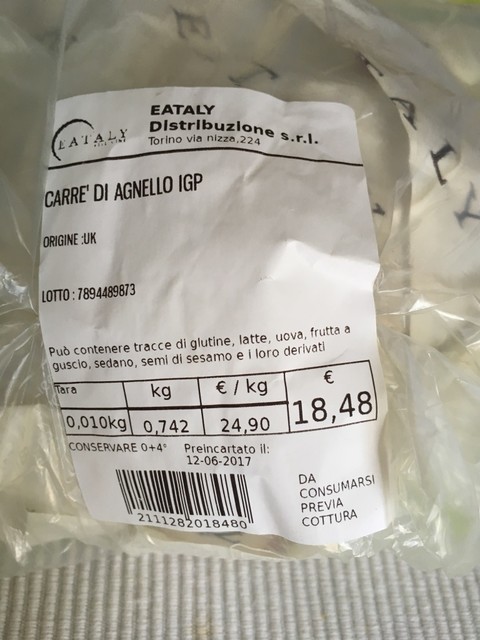 EATALY
EATALY
Distribuzione s.r.l.
Torino via nizza,224
CARRE' DI AGNELLO IGP
ORIGINE :UK
LOTTO : 7894489873
Può contenere tracce di glutine, latte, uova, frutta a
guscio, sedano, semi di sesamo e i loro derivati
Tara kg € / kg €
0,010kg 0,742 24,90 18,48
CONSERVARE 0+4° Preincartato il:
12-06-2017
2111282018480
DA
CONSUMARSI
PREVIA
COTTURA